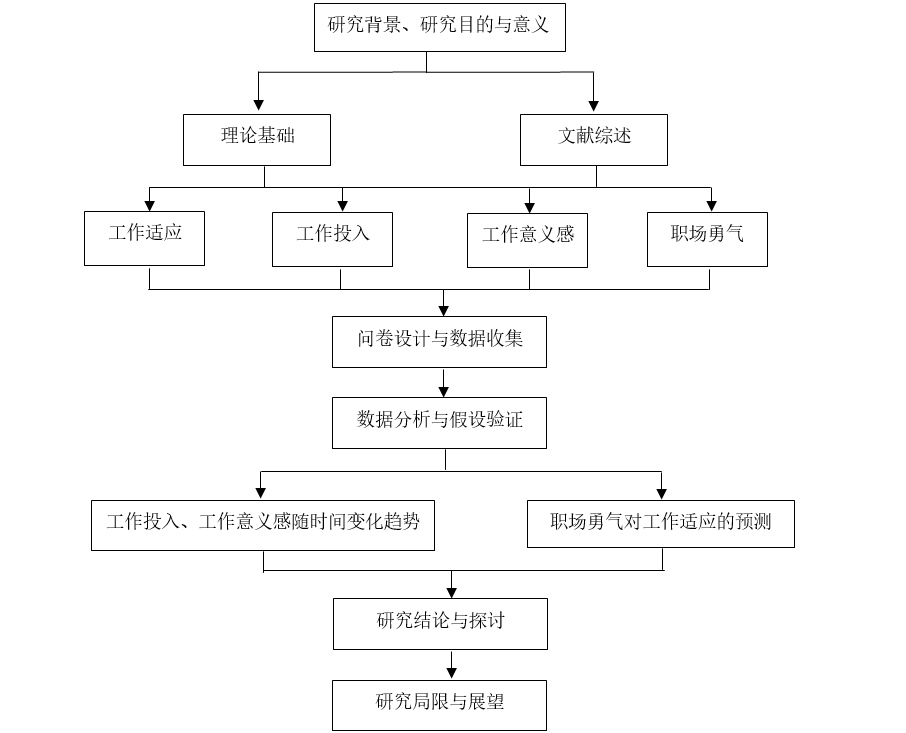 研究背景、研究目的与意义
理论基础
文献综述
工作适应
工作投入
工作意义感
职场勇气
问卷设计与数据收集
数据分析与假设验证
工作投入、工作意义感随时间变化趋势
职场勇气对工作适应的预测
研究结论与探讨
研究局限与展望